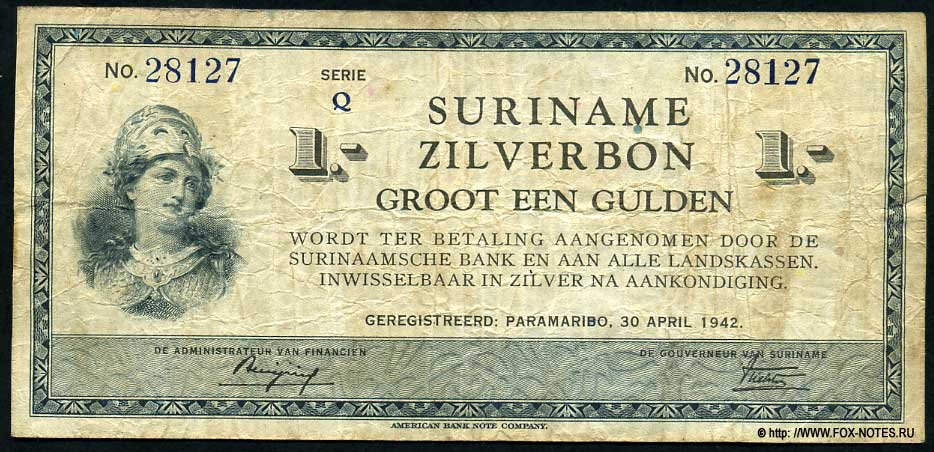 No. 28127
SERIE
Q
No. 28127
SURINAME
1.- ZILVERBON 1.-
GROOT EEN GULDEN
WORDT TER BETALING AANGENOMEN DOOR DE
SURINAAMSCHE BANK EN AAN ALLE LANDSKASSEN.
INWISSELBAAR IN ZILVER NA AANKONDIGING.
GEREGISTREERD: PARAMARIBO, 30 APRIL 1942.
DE ADMINISTRATEUR VAN FINANCIEN
DE GOUVERNEUR VAN SURINAME
AMERICAN BANK NOTE COMPANY.
© http: //WWW.FOX-NOTES.RU